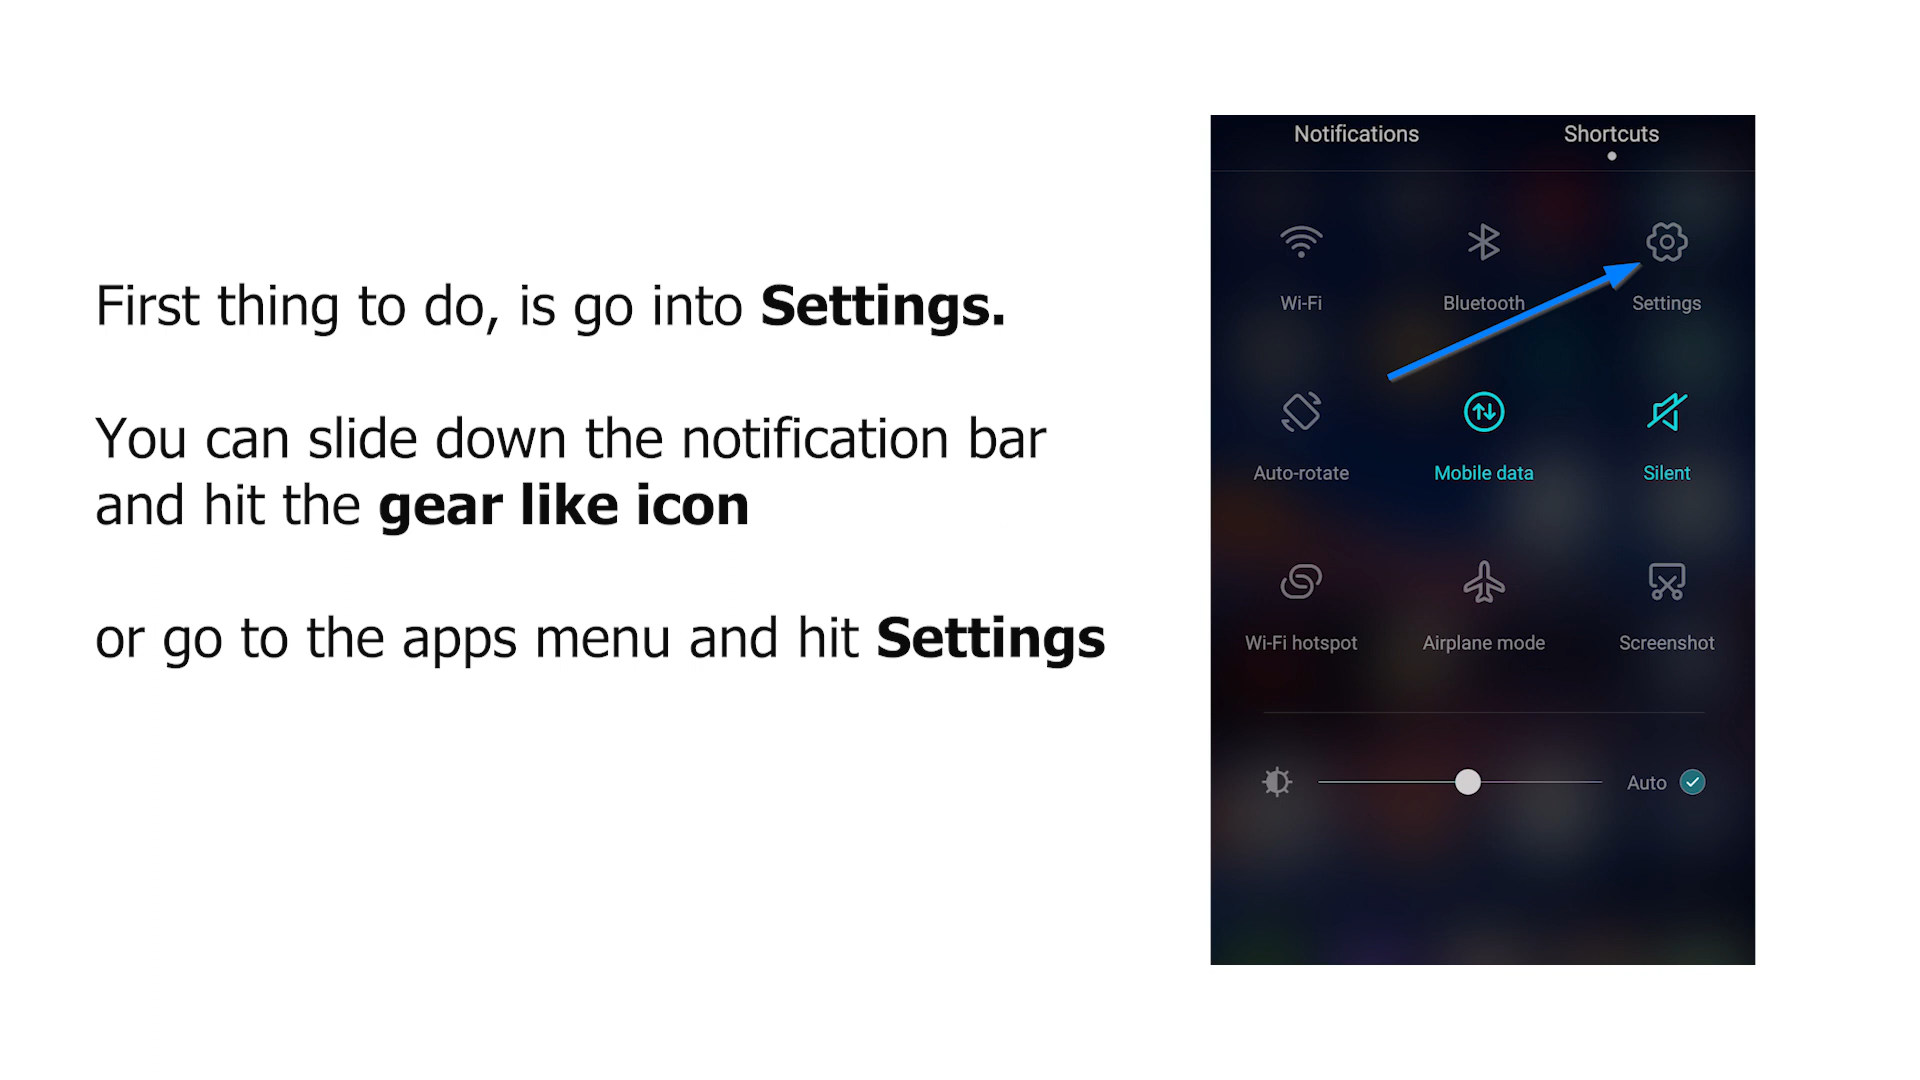 First thing to do, is go into Settings.
You can slide down the notification bar
and hit the gear like icon
or go to the apps menu and hit Settings
Notifications Shortcuts
Wi-Fi Bluetooth Settings
Auto-rotate Mobile data Silent
Wi-Fi hotspot Airplane mode Screenshot
Auto